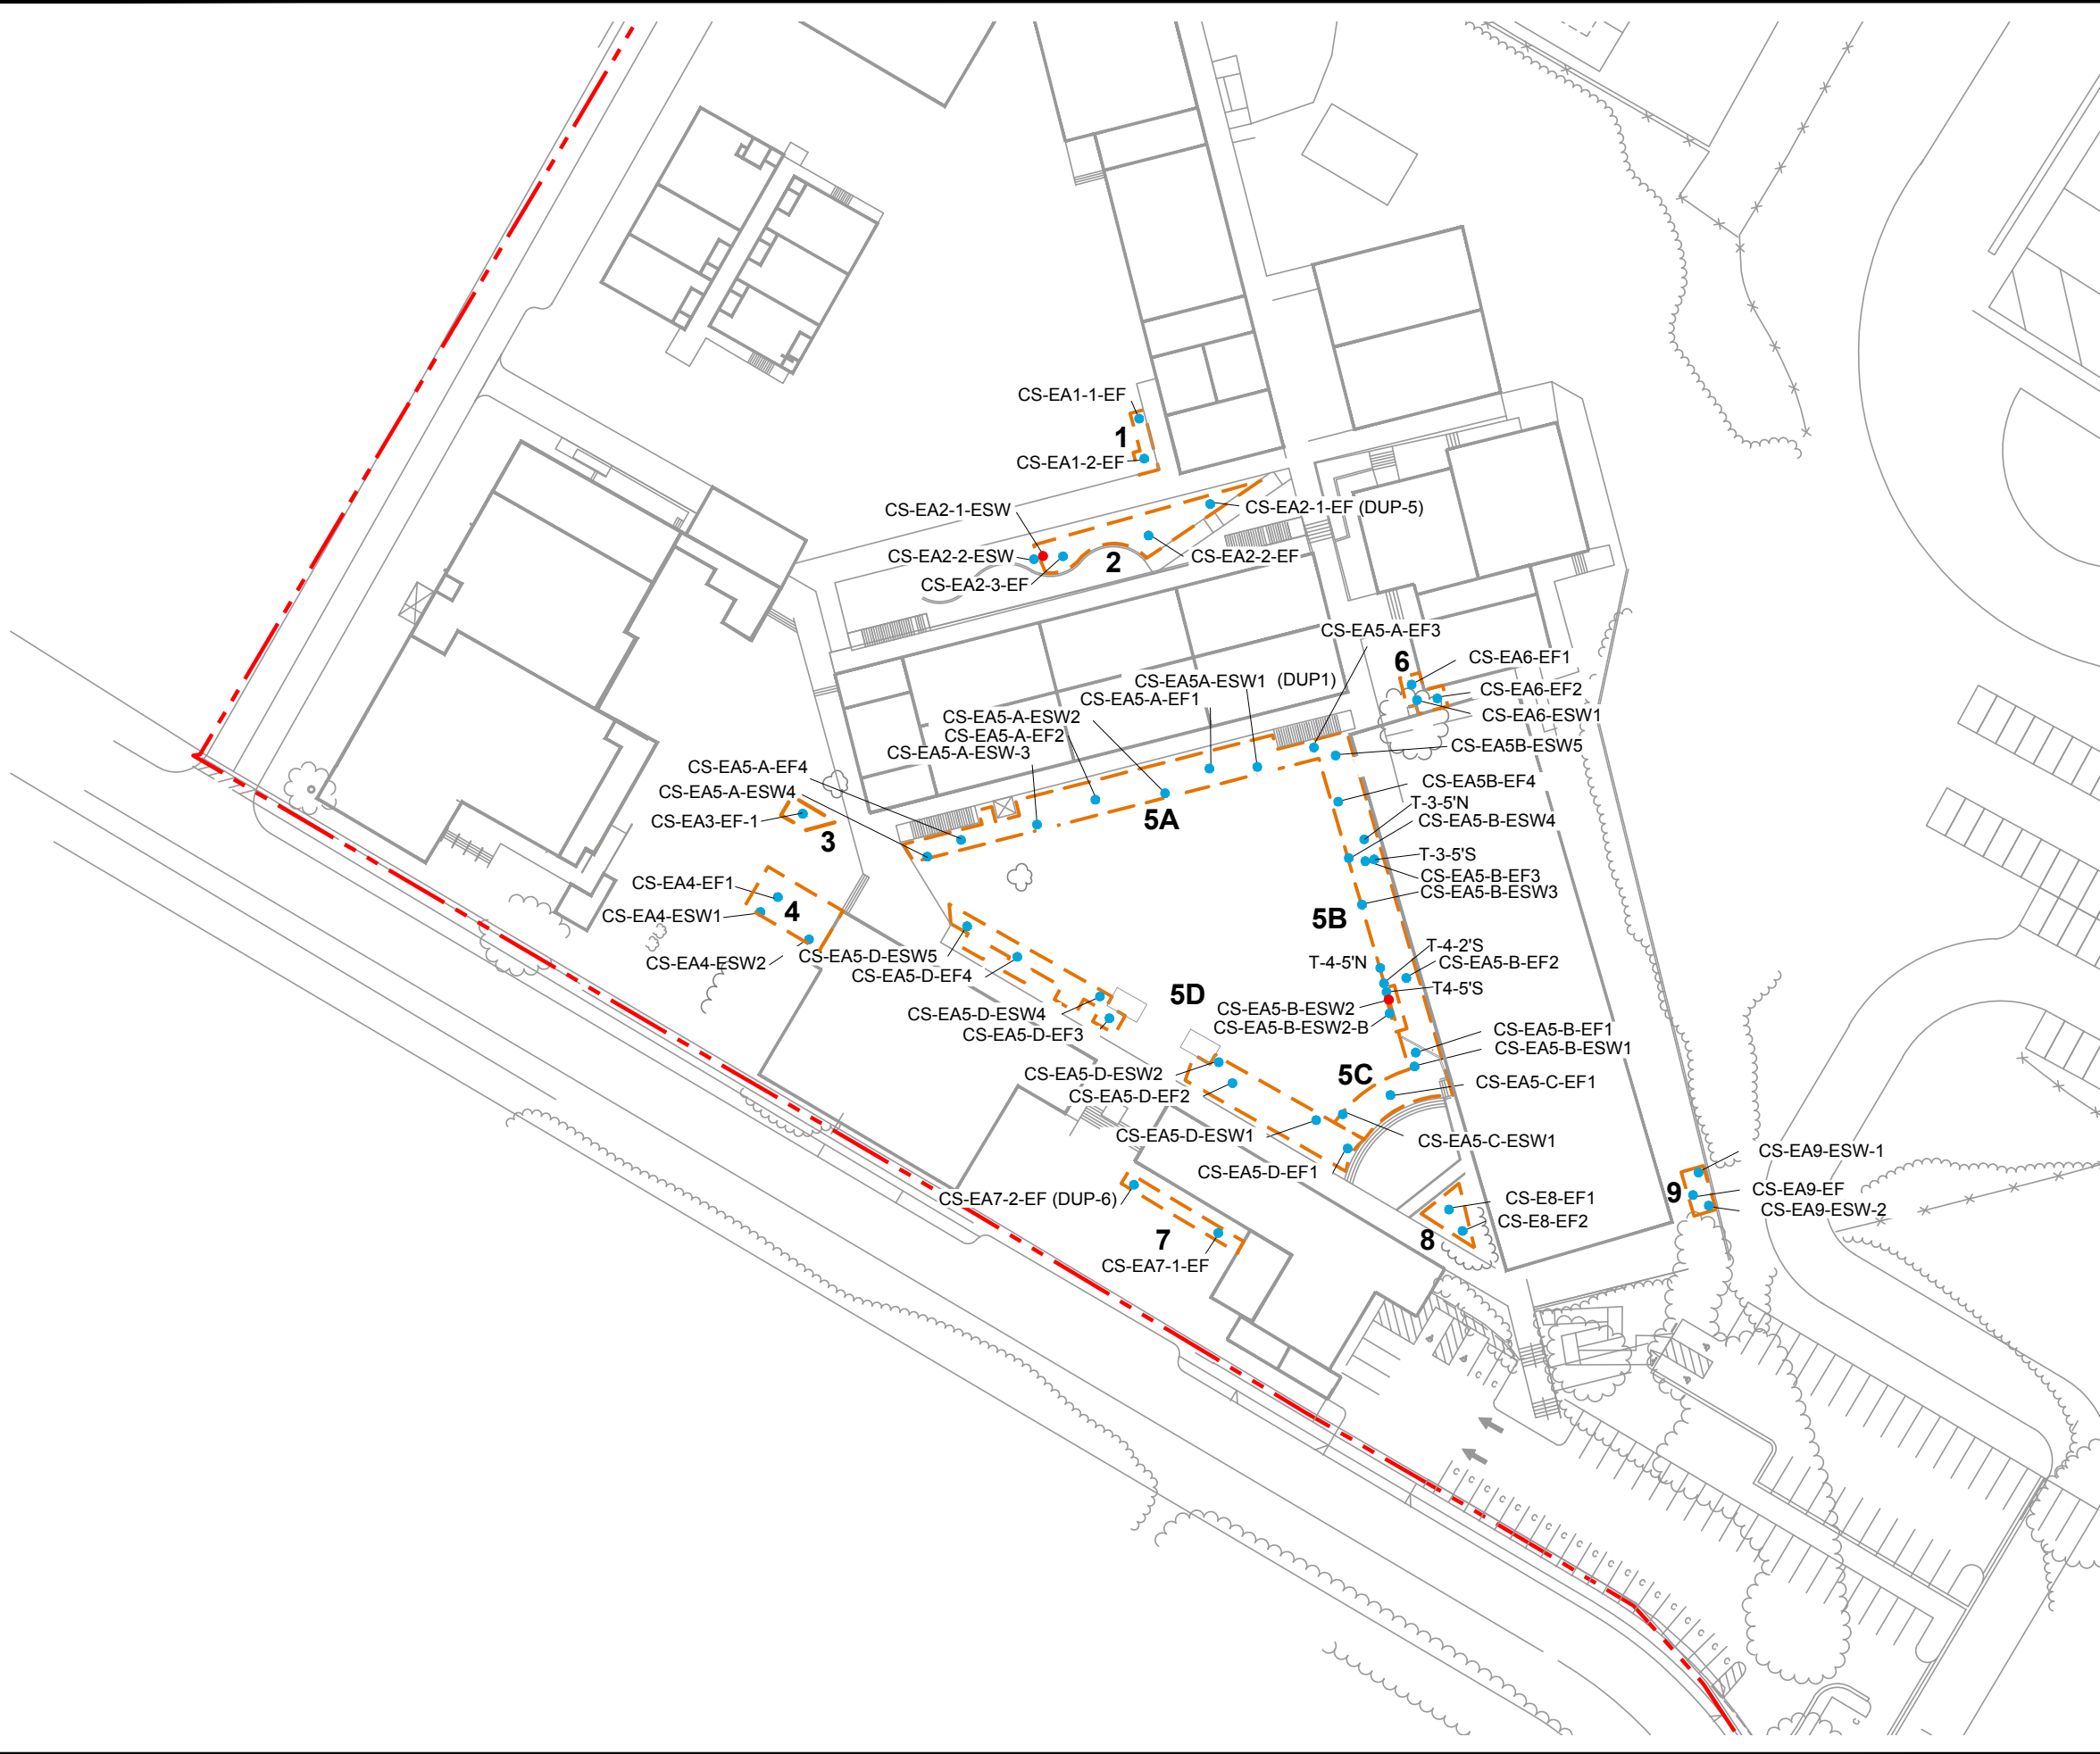 CS-EA1-1-EF
1
CS-EA1-2-EF
CS-EA2-1-ESW
CS-EA2-1-EF (DUP-5)
CS-EA2-2-ESW
2
CS-EA2-2-EF
CS-EA2-3-EF
CS-EA5-A-EF3
6
CS-EA6-EF1
CS-EA5A-ESW1 (DUP1)
CS-EA6-EF2
CS-EA5-A-EF1
CS-EA6-ESW1
CS-EA5-A-ESW2
CS-EA5-A-EF2
CS-EA5B-ESW5
CS-EA5-A-ESW-3
CS-EA5-A-EF4
CS-EA5B-EF4
CS-EA5-A-ESW4
T-3-5'N
CS-EA3-EF-1
5A
CS-EA5-B-ESW4
3
T-3-5'S
CS-EA5-B-EF3
CS-EA4-EF1
CS-EA5-B-ESW3
4
CS-EA4-ESW1
5B
T-4-2'S
CS-EA5-D-ESW5
CS-EA4-ESW2
T-4-5'N
CS-EA5-B-EF2
CS-EA5-D-EF4
T4-5'S
5D
CS-EA5-B-ESW2
CS-EA5-D-ESW4
CS-EA5-B-ESW2-B
CS-EA5-D-EF3
CS-EA5-B-EF1
CS-EA5-B-ESW1
CS-EA5-D-ESW2
5C
CS-EA5-C-EF1
CS-EA5-D-EF2
CS-EA5-D-ESW1
CS-EA5-C-ESW1
CS-EA9-ESW-1
CS-EA5-D-EF1
9
CS-EA9-EF
CS-EA7-2-EF (DUP-6)
CS-E8-EF1
CS-EA9-ESW-2
CS-E8-EF2
7
8
CS-EA7-1-EF